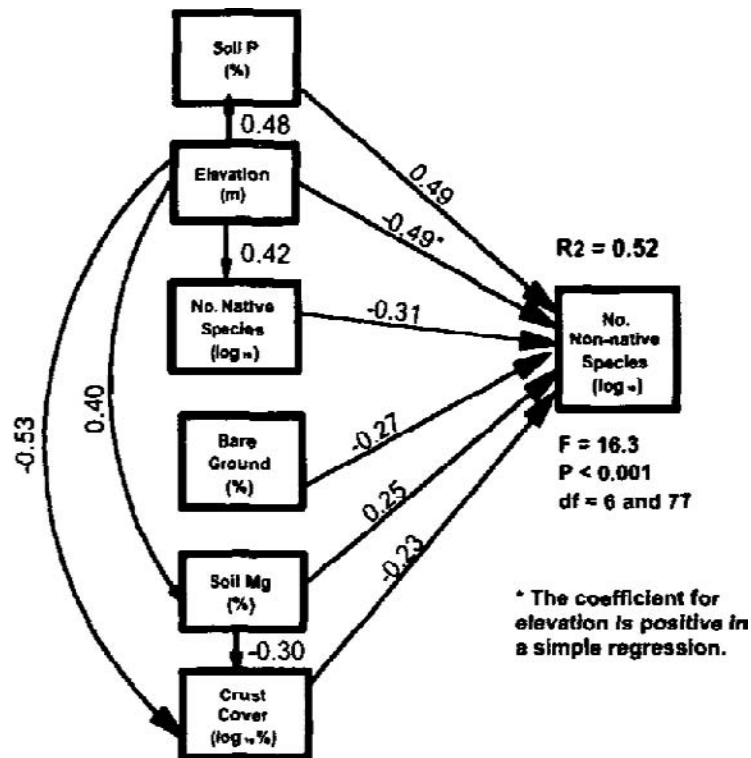 Soil P
(%)
0.48
Elevation
(m)
0.49
-0.49*
0.42
R2 = 0.52
No. Native
Species
(log₁₀)
-0.31
No.
Non-native
Species
(log₁₀)
-0.53
0.40
Bare
Ground
(%)
-0.27
F = 16.3
P < 0.001
df = 6 and 77
0.25
-0.23
Soil Mg
(%)
-0.30
* The coefficient for
elevation is positive in
a simple regression.
Crust
Cover
(log₁₀%)